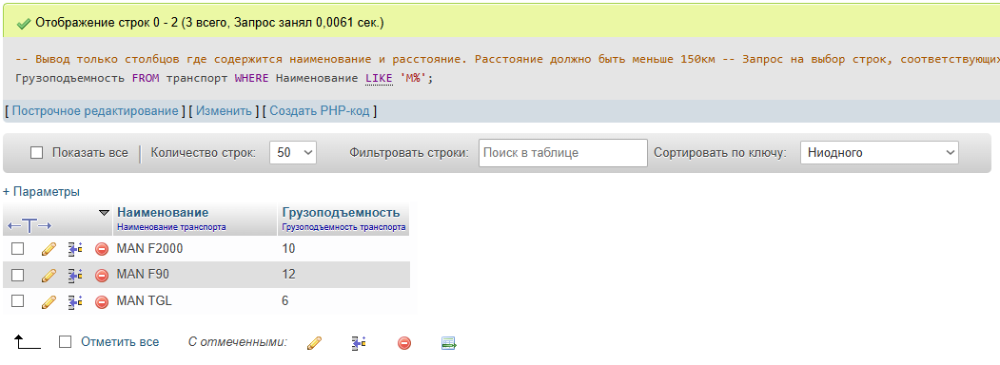 Отображение строк 0 - 2 (3 всего, Запрос занял 0,0061 сек.)
-- Вывод только столбцов где содержится наименование и расстояние. Расстояние должно быть меньше 150км -- Запрос на выбор строк, соответствующих
Грузоподъемность FROM транспорт WHERE Наименование LIKE 'M%';
[ Построчное редактирование ] [ Изменить ] [ Создать PHP-код ]
Показать все Количество строк: 50 Фильтровать строки: Поиск в таблице Сортировать по ключу: Ниодного
+ Параметры
Наименование Грузоподъемность
Наименование транспорта Грузоподъемность транспорта
MAN F2000 10
MAN F90 12
MAN TGL 6
Отметить все С отмеченными: